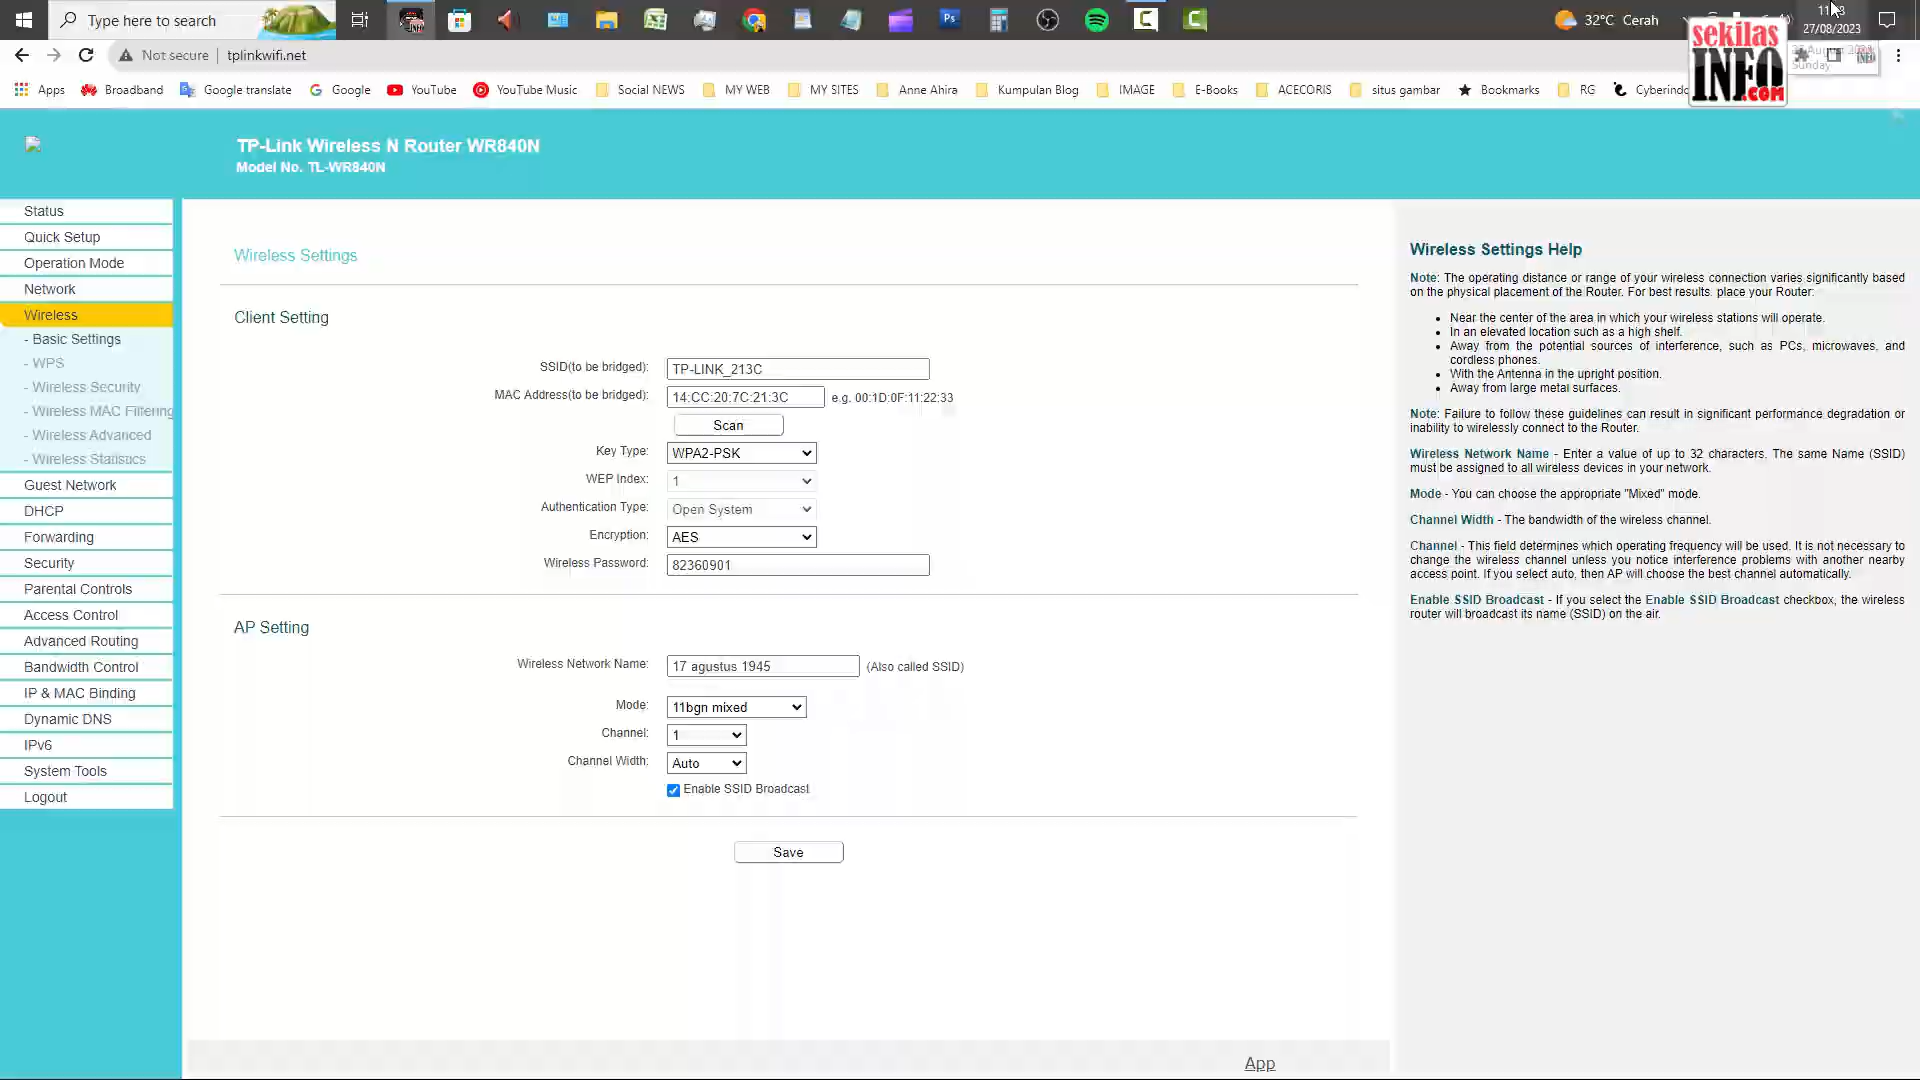 Type here to search
32°C Cerah
27/08/2023
Sunday
sekilas
INFO
.com
Not secure
tplinkwifi.net
Apps
Broadband
Google translate
Google
YouTube
YouTube Music
Social NEWS
MY WEB
MY SITES
Anne Ahira
Kumpulan Blog
IMAGE
E-Books
ACECORIS
situs gambar
Bookmarks
RG
TP-Link Wireless N Router WR840N
Model No. TL-WR840N
Status
Quick Setup
Operation Mode
Network
Wireless
- Basic Settings
- WPS
- Wireless Security
- Wireless MAC Filtering
- Wireless Advanced
- Wireless Statistics
Guest Network
DHCP
Forwarding
Security
Parental Controls
Access Control
Advanced Routing
Bandwidth Control
IP & MAC Binding
Dynamic DNS
IPv6
System Tools
Logout
Wireless Settings
Client Setting
SSID(to be bridged): TP-LINK_213C
MAC Address(to be bridged): 14:CC:20:7C:21:3C e.g. 00:1D:0F:11:22:33
Scan
Key Type: WPA2-PSK
WEP Index: 1
Authentication Type: Open System
Encryption: AES
Wireless Password: 82360901
AP Setting
Wireless Network Name: 17 agustus 1945 (Also called SSID)
Mode: 11bgn mixed
Channel: 1
Channel Width: Auto
Enable SSID Broadcast
Save
App
Wireless Settings Help
Note: The operating distance or range of your wireless connection varies significantly based
on the physical placement of the Router. For best results, place your Router:
Near the center of the area in which your wireless stations will operate.
In an elevated location such as a high shelf.
Away from the potential sources of interference, such as PCs, microwaves, and
cordless phones.
With the Antenna in the upright position.
Away from large metal surfaces.
Note: Failure to follow these guidelines can result in significant performance degradation or
inability to wirelessly connect to the Router.
Wireless Network Name - Enter a value of up to 32 characters. The same Name (SSID)
must be assigned to all wireless devices in your network.
Mode - You can choose the appropriate "Mixed" mode.
Channel Width - The bandwidth of the wireless channel.
Channel - This field determines which operating frequency will be used. It is not necessary to
change the wireless channel unless you notice interference problems with another nearby
access point. If you select auto, then AP will choose the best channel automatically.
Enable SSID Broadcast - If you select the Enable SSID Broadcast checkbox, the wireless
router will broadcast its name (SSID) on the air.